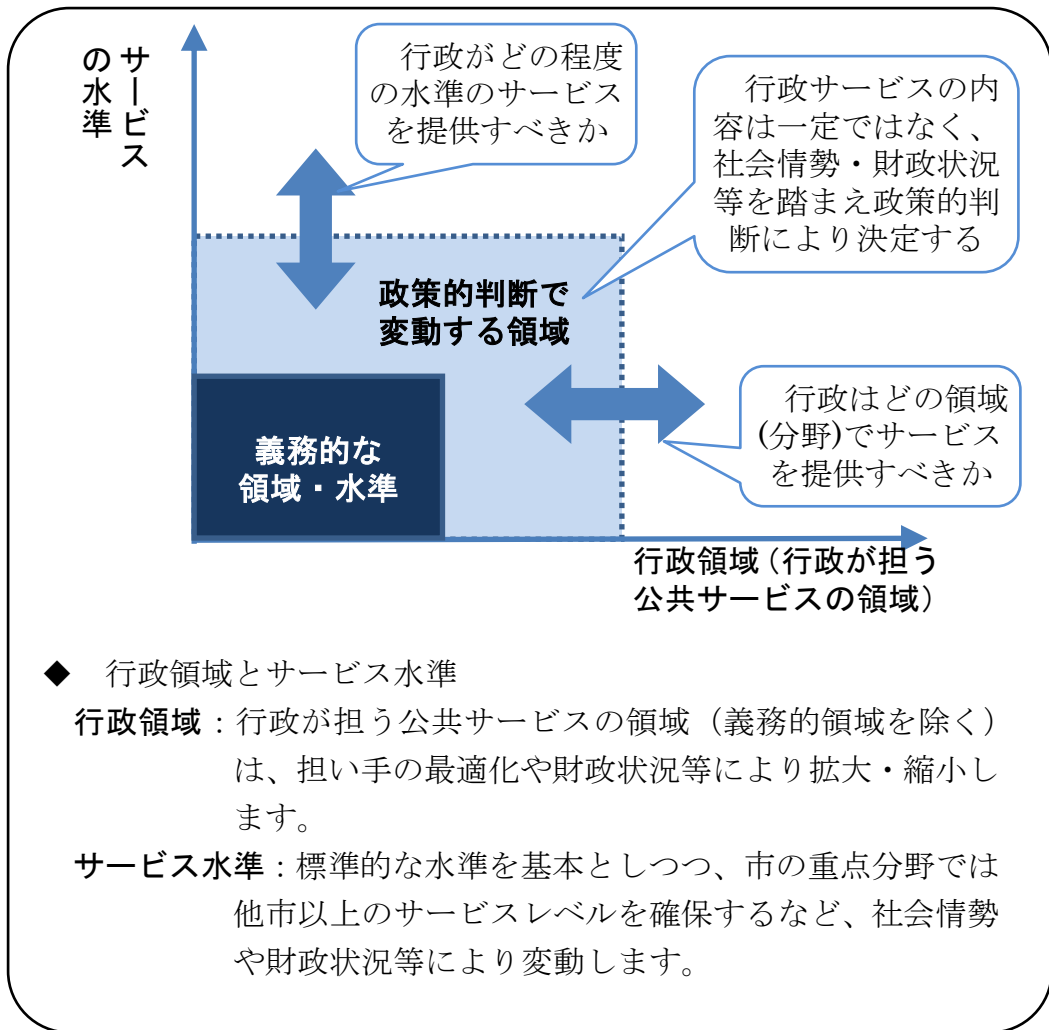 サービス
の水準
行政がどの程度
の水準のサービス
を提供すべきか
行政サービスの内
容は一定ではなく、
社会情勢・財政状況
等を踏まえ政策的判
断により決定する
政策的判断で
変動する領域
行政はどの領域
(分野)でサービス
を提供すべきか
義務的な
領域・水準
行政領域（行政が担う
公共サービスの領域）
◆ 行政領域とサービス水準
行政領域：行政が担う公共サービスの領域（義務的領域を除く）
は、担い手の最適化や財政状況等により拡大・縮小し
ます。
サービス水準：標準的な水準を基本としつつ、市の重点分野では
他市以上のサービスレベルを確保するなど、社会情勢
や財政状況等により変動します。